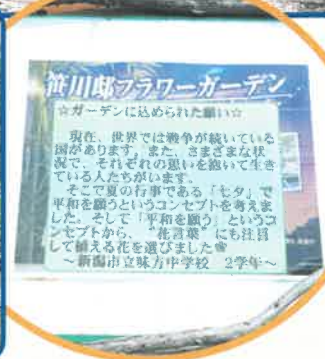 笹川邸フラワーガーデン
☆ガーデンに込められた願い☆
現在、世界では戦争が続いている
国があります。また、さまざまな状
況で、それぞれの思いを抱いて生き
ている人たちがいます。
そこで夏の行事である「七夕」で
平和を願うというコンセプトを考えま
した。そして「平和を願う」というコ
ンセプトから、“花言葉”にも注目
して植える花を選びました
～新潟市立味方中学校 2学年～